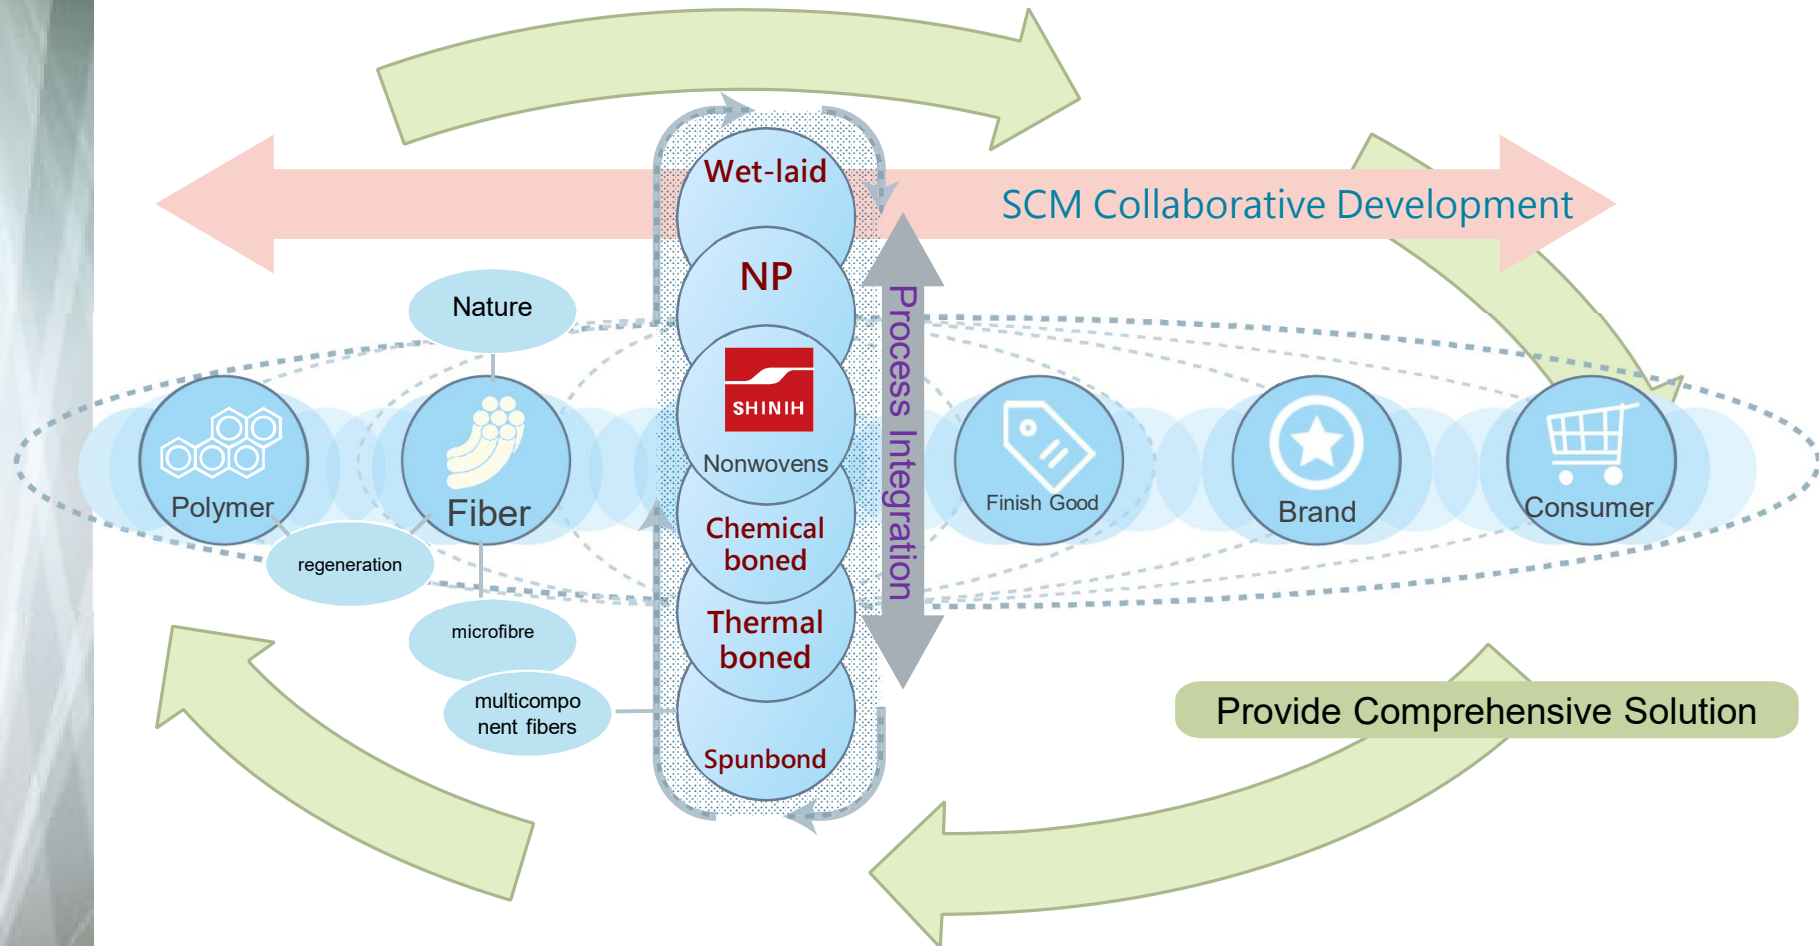 Wet-laid
SCM Collaborative Development
NP
Nature
Process Integration
SHINIH
Nonwovens
Polymer
Fiber
Finish Good
Brand
Consumer
regeneration
Chemical
boned
microfibre
Thermal
boned
multicompo
nent fibers
Spunbond
Provide Comprehensive Solution